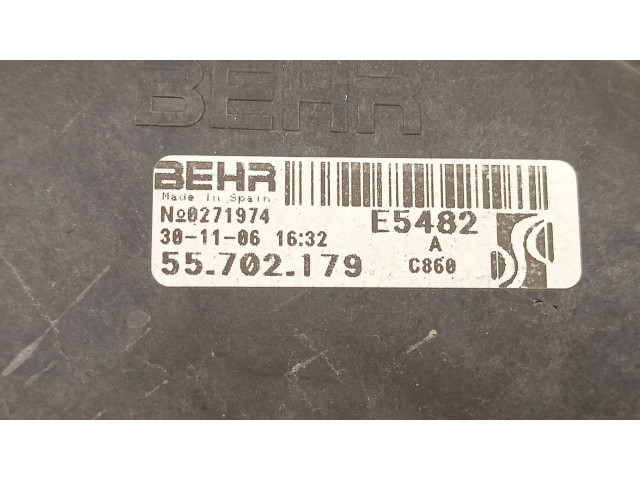 BEHR
BEHR
Made in Spain
№0271974
30-11-06 16:32
55.702.179
E5482
A
C860